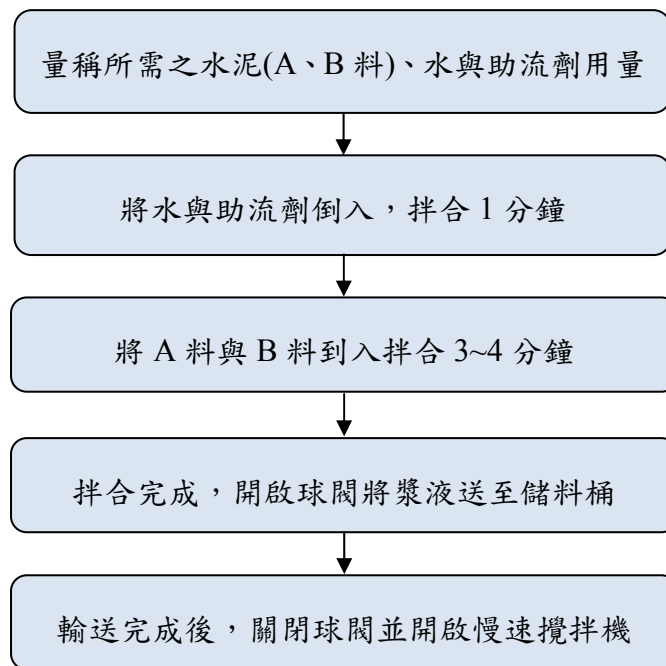 量稱所需之水泥(A、B 料)、水與助流劑用量
將水與助流劑倒入，拌合 1 分鐘
將 A 料與 B 料到入拌合 3~4 分鐘
拌合完成，開啟球閥將漿液送至儲料桶
輸送完成後，關閉球閥並開啟慢速攪拌機